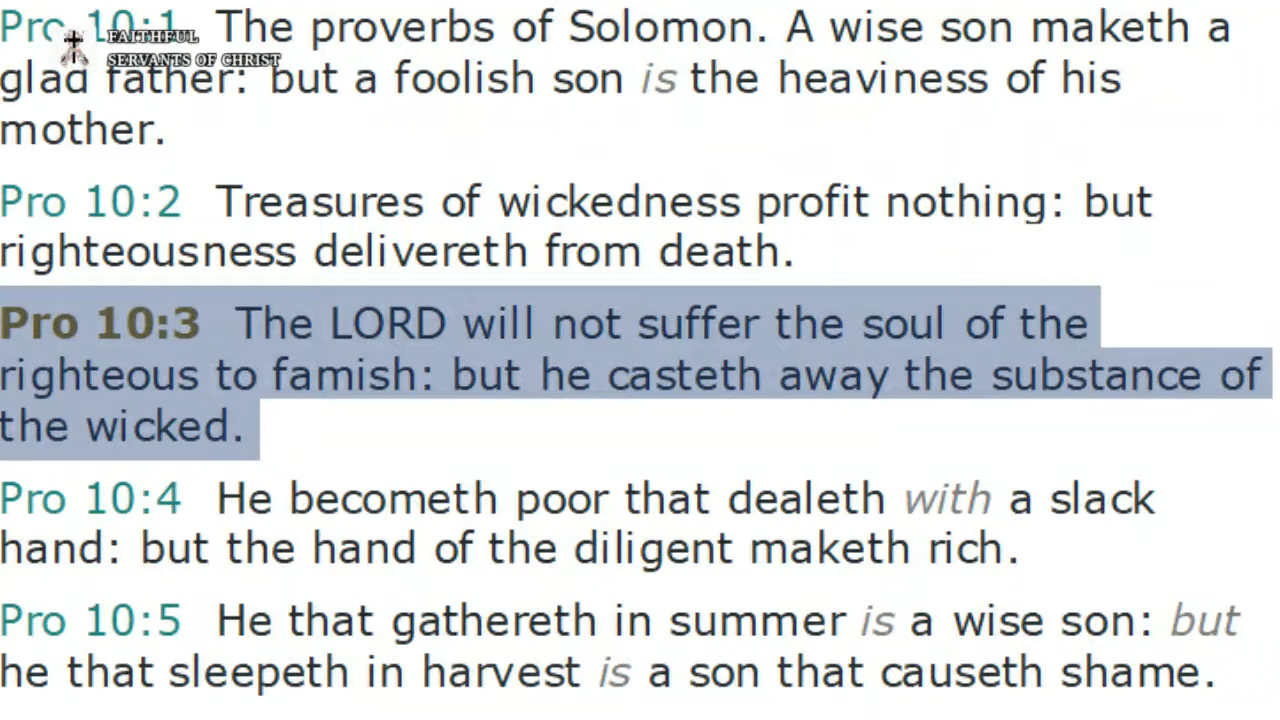 Pro 10:1 The proverbs of Solomon. A wise son maketh a
FAITHFUL
SERVANTS OF CHRIST
glad father: but a foolish son is the heaviness of his
mother.
Pro 10:2 Treasures of wickedness profit nothing: but
righteousness delivereth from death.
Pro 10:3 The LORD will not suffer the soul of the
righteous to famish: but he casteth away the substance of
the wicked.
Pro 10:4 He becometh poor that dealeth with a slack
hand: but the hand of the diligent maketh rich.
Pro 10:5 He that gathereth in summer is a wise son: but
he that sleepeth in harvest is a son that causeth shame.